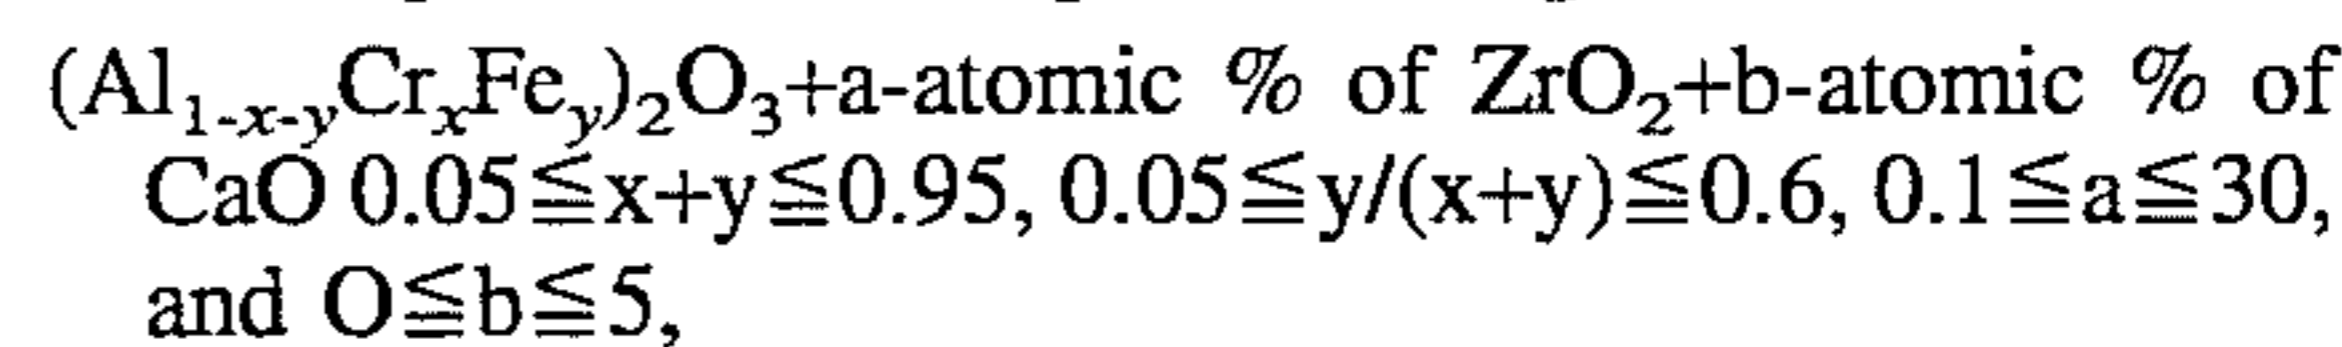 (Al₁₋ₓ₋ᵧCrₓFeᵧ)₂O₃+a-atomic % of ZrO₂+b-atomic % of
CaO 0.05≦x+y≦0.95, 0.05≦y/(x+y)≦0.6, 0.1≦a≦30,
and O≦b≦5,